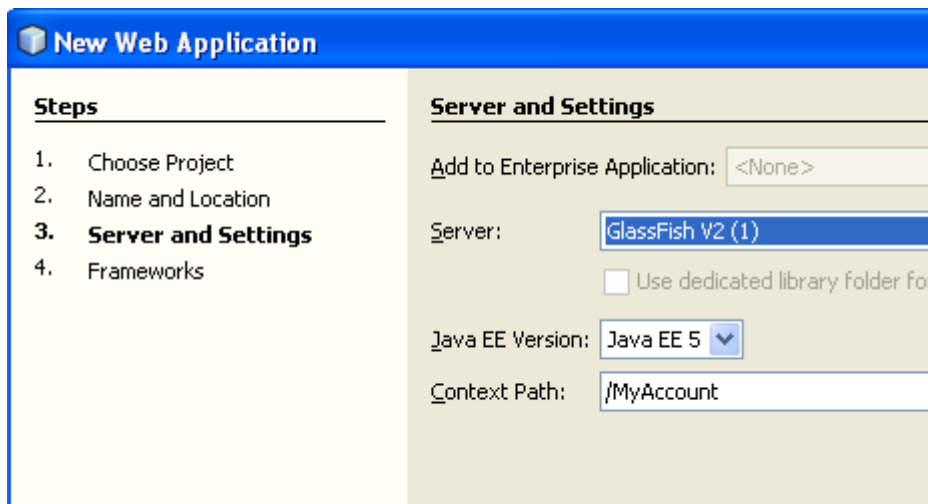 New Web Application
Steps
1. Choose Project
2. Name and Location
3. Server and Settings
4. Frameworks
Server and Settings
Add to Enterprise Application: <None>
Server: GlassFish V2 (1)
Use dedicated library folder
Java EE Version: Java EE 5
Context Path: /MyAccount